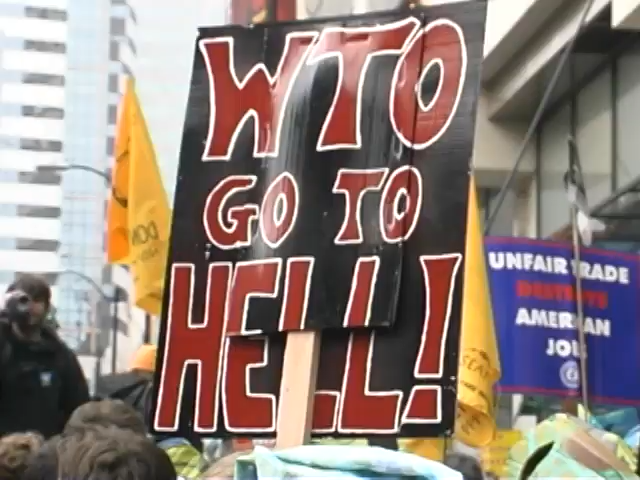 WTO
GO TO
HELL!
UNFAIR TRADE
DESTROYS
AMERICAN
JOBS